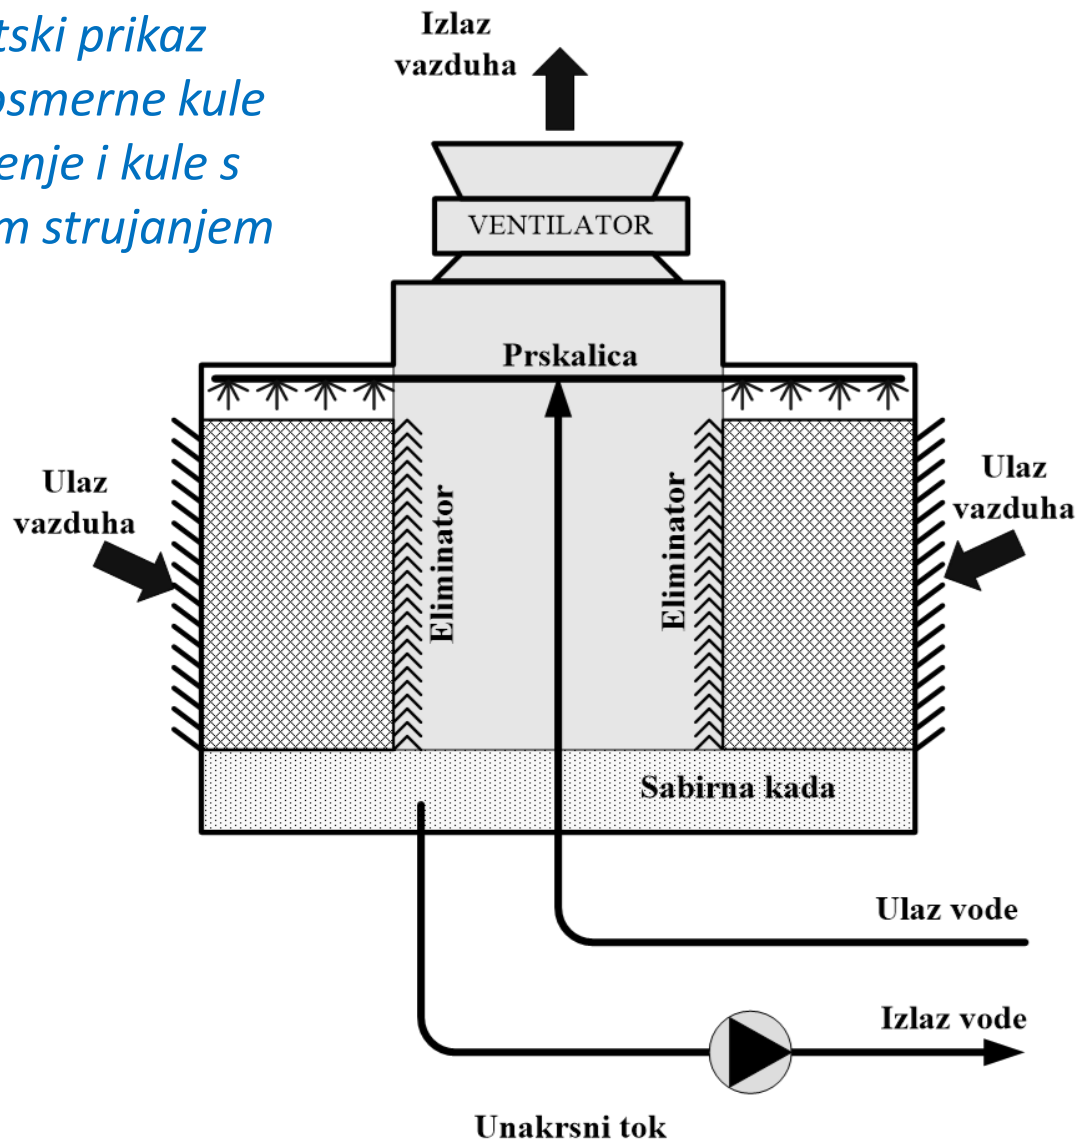 tski prikaz
osmerne kule
enje i kule s
m strujanjem
Izlaz
vazduha
VENTILATOR
Prskalica
Ulaz
vazduha
Eliminator
Eliminator
Ulaz
vazduha
Sabirna kada
Ulaz vode
Izlaz vode
Unakrsni tok